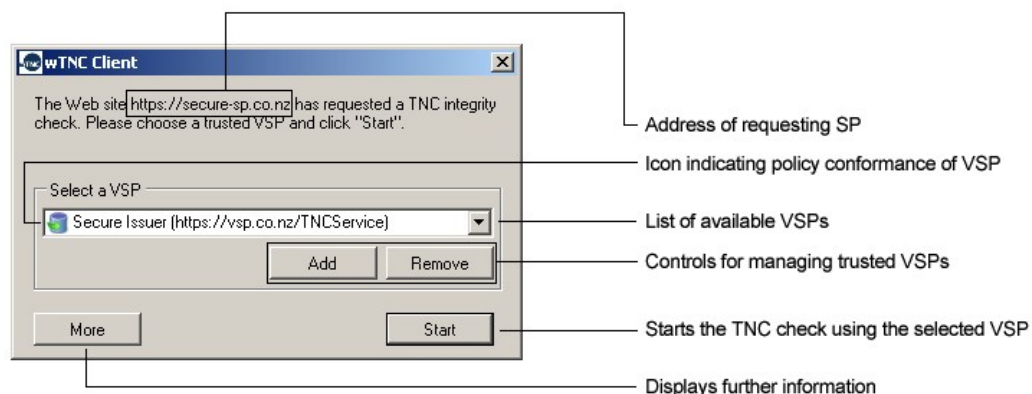 TNC
wTNC Client
The Web site https://secure-sp.co.nz has requested a TNC integrity
check. Please choose a trusted VSP and click "Start".
Select a VSP
Secure Issuer (https://vsp.co.nz/TNCService)
Add
Remove
More
Start
Address of requesting SP
Icon indicating policy conformance of VSP
List of available VSPs
Controls for managing trusted VSPs
Starts the TNC check using the selected VSP
Displays further information